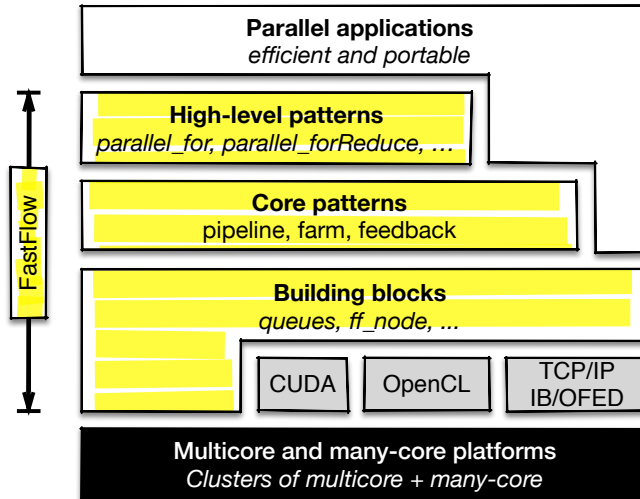 Parallel applications
efficient and portable
High-level patterns
parallel_for, parallel_forReduce, ...
Core patterns
pipeline, farm, feedback
FastFlow
Building blocks
queues, ff_node, ...
CUDA
OpenCL
TCP/IP
IB/OFED
Multicore and many-core platforms
Clusters of multicore + many-core